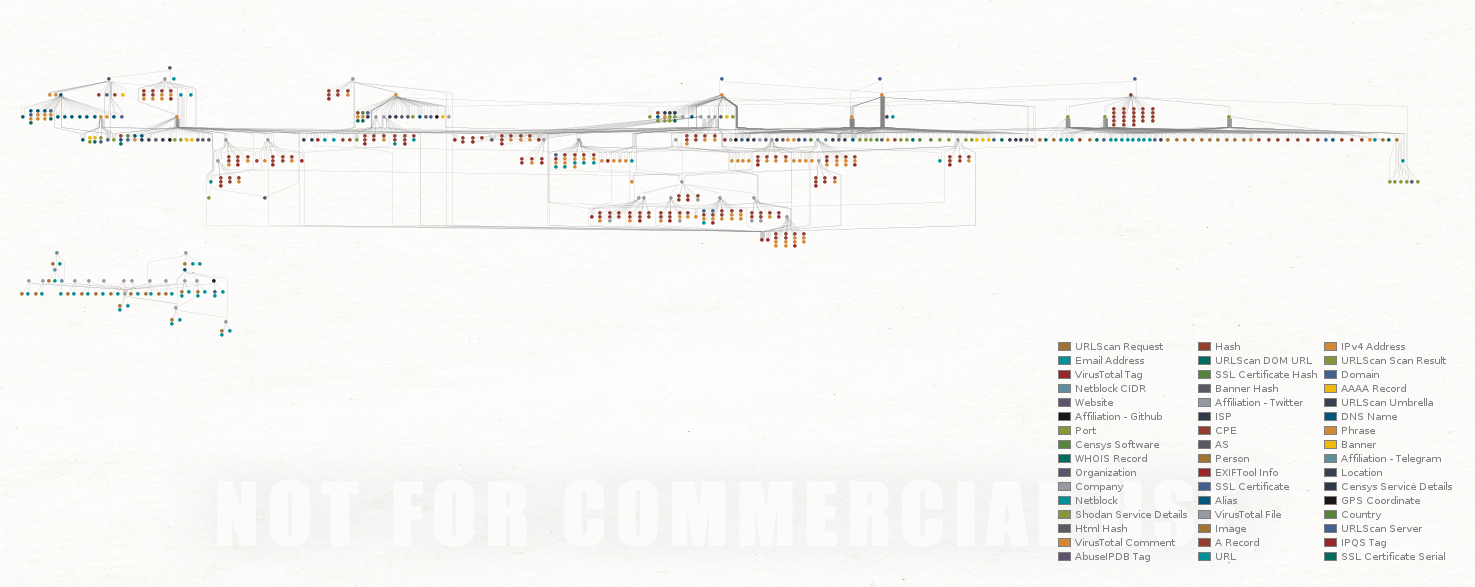 URLScan Request Hash IPv4 Address
Email Address URLScan DOM URL URLScan Scan Result
VirusTotal Tag SSL Certificate Hash Domain
Netblock CIDR Banner Hash AAAA Record
Website Affiliation - Twitter URLScan Umbrella
Affiliation - Github ISP DNS Name
Port CPE Phrase
Censys Software AS Banner
WHOIS Record Person Affiliation - Telegram
Organization EXIFTool Info Location
Company SSL Certificate Censys Service Details
Netblock Alias GPS Coordinate
Shodan Service Details VirusTotal File Country
Html Hash Image URLScan Server
VirusTotal Comment A Record IPQS Tag
AbuseIPDB Tag URL SSL Certificate Serial
NOT FOR COMMERCIAL